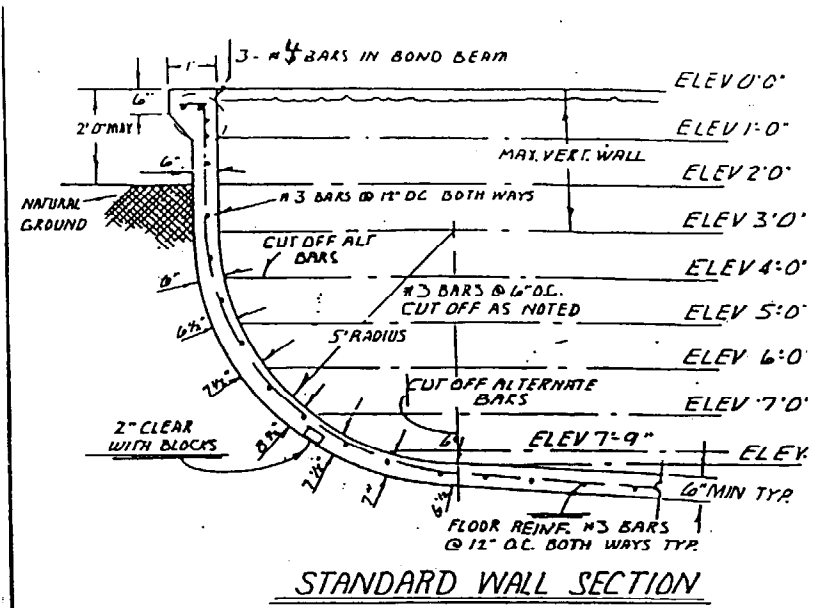 3-#4 BARS IN BOND BEAM
1'
6"
2'0" MAX
6"
NATURAL
GROUND
ELEV 0'0"
ELEV 1'-0"
MAX. VERT. WALL
ELEV 2'0"
#3 BARS @ 12" OC BOTH WAYS
ELEV 3'0"
CUT OFF ALT
BARS
ELEV 4'-0"
6"
#3 BARS @ 6" O.C.
CUT OFF AS NOTED
ELEV 5'-0"
6½"
5' RADIUS
ELEV 6'-0"
7½"
CUT OFF ALTERNATE
BARS
ELEV 7'0"
2" CLEAR
WITH BLOCKS
8¾"
6"
ELEV 7'-9"
ELEV.
7½"
7"
6½"
6" MIN TYP.
FLOOR REINF. #3 BARS
@ 12" O.C. BOTH WAYS TYP.
STANDARD WALL SECTION